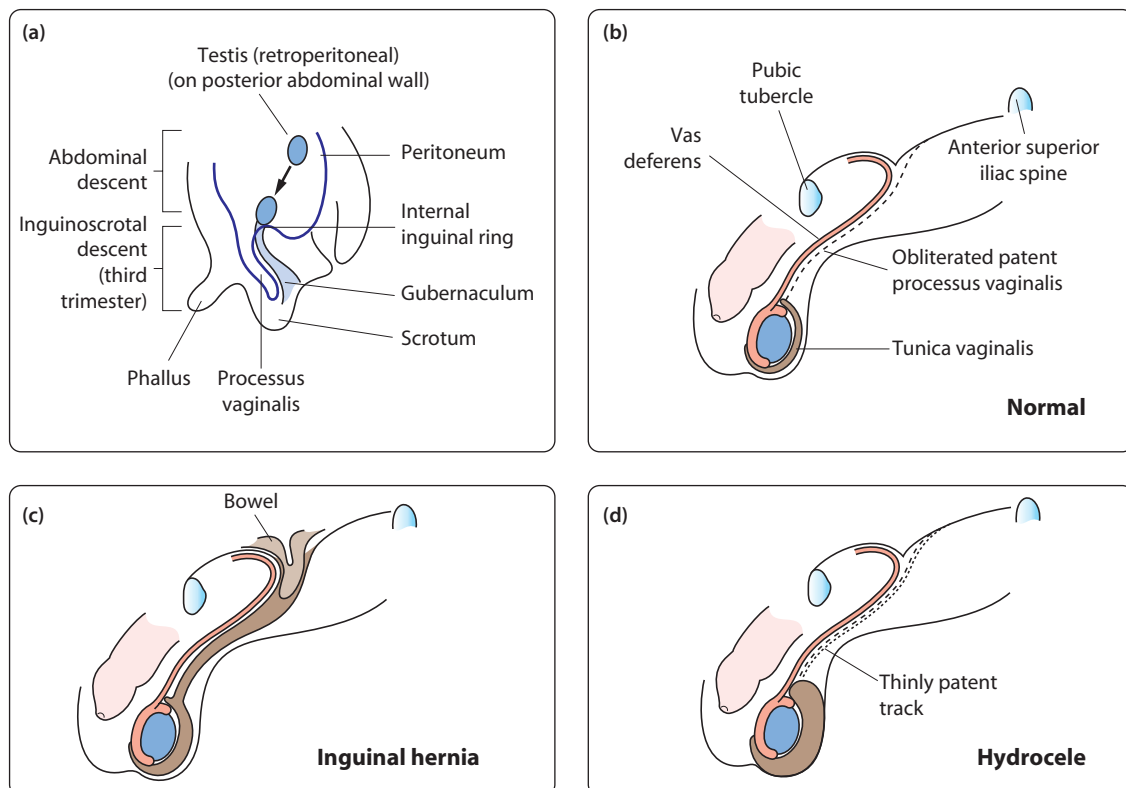 (a)
Testis (retroperitoneal)
(on posterior abdominal wall)
Abdominal
descent
Peritoneum
Internal
inguinal ring
Inguinoscrotal
descent
(third
trimester)
Gubernaculum
Scrotum
Phallus
Processus
vaginalis
(b)
Pubic
tubercle
Vas
deferens
Anterior superior
iliac spine
Obliterated patent
processus vaginalis
Tunica vaginalis
Normal
(c)
Bowel
Inguinal hernia
(d)
Thinly patent
track
Hydrocele